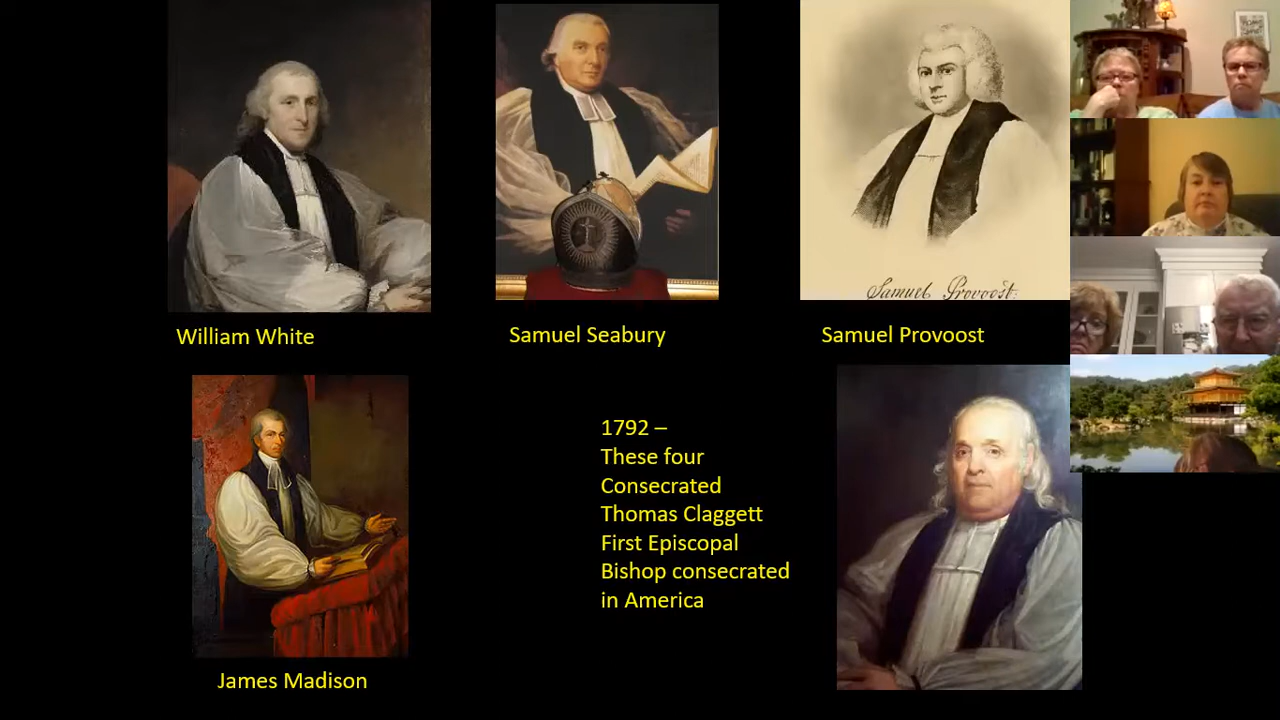 Samuel Provoost.
William White
Samuel Seabury
Samuel Provoost
1792 –
These four
Consecrated
Thomas Claggett
First Episcopal
Bishop consecrated
in America
James Madison